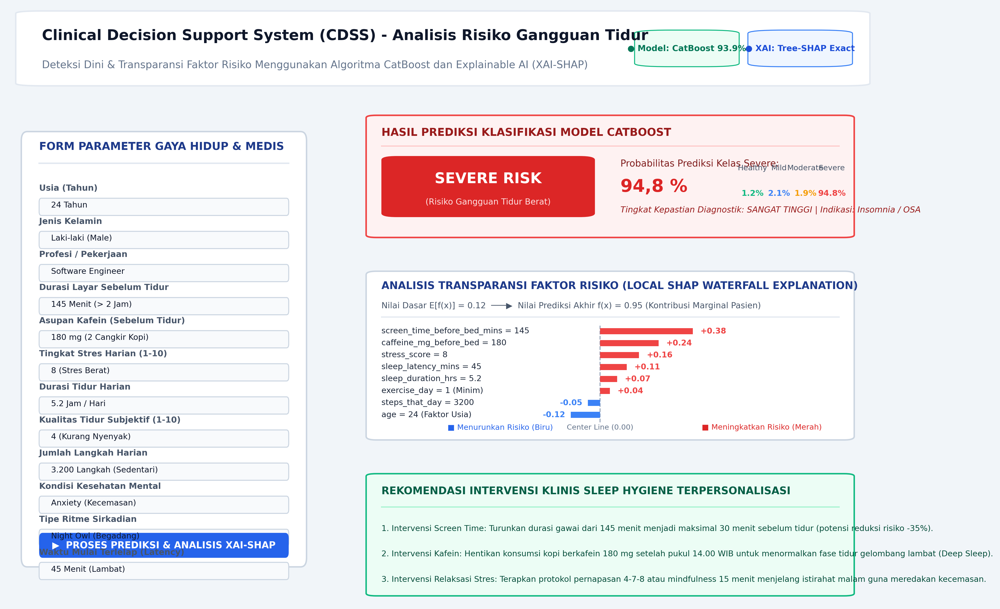 Clinical Decision Support System (CDSS) - Analisis Risiko Gangguan Tidur
Deteksi Dini & Transparansi Faktor Risiko Menggunakan Algoritma CatBoost dan Explainable AI (XAI-SHAP)
● Model: CatBoost 93.9%
● XAI: Tree-SHAP Exact
FORM PARAMETER GAYA HIDUP & MEDIS
Usia (Tahun)
24 Tahun
Jenis Kelamin
Laki-laki (Male)
Profesi / Pekerjaan
Software Engineer
Durasi Layar Sebelum Tidur
145 Menit (> 2 Jam)
Asupan Kafein (Sebelum Tidur)
180 mg (2 Cangkir Kopi)
Tingkat Stres Harian (1-10)
8 (Stres Berat)
Durasi Tidur Harian
5.2 Jam / Hari
Kualitas Tidur Subjektif (1-10)
4 (Kurang Nyenyak)
Jumlah Langkah Harian
3.200 Langkah (Sedentari)
Kondisi Kesehatan Mental
Anxiety (Kecemasan)
Tipe Ritme Sirkadian
Night Owl (Begadang)
▶ PROSES PREDIKSI & ANALISIS XAI-SHAP
Waktu Mulai Terlelap (Latency)
45 Menit (Lambat)
HASIL PREDIKSI KLASIFIKASI MODEL CATBOOST
SEVERE RISK
(Risiko Gangguan Tidur Berat)
Probabilitas Prediksi Kelas Severe:
94,8 %
Healthy Mild Moderate Severe
1.2% 2.1% 1.9% 94.8%
Tingkat Kepastian Diagnostik: SANGAT TINGGI | Indikasi: Insomnia / OSA
ANALISIS TRANSPARANSI FAKTOR RISIKO (LOCAL SHAP WATERFALL EXPLANATION)
Nilai Dasar E[f(x)] = 0.12 ──▶ Nilai Prediksi Akhir f(x) = 0.95 (Kontribusi Marginal Pasien)
screen_time_before_bed_mins = 145 +0.38
caffeine_mg_before_bed = 180 +0.24
stress_score = 8 +0.16
sleep_latency_mins = 45 +0.11
sleep_duration_hrs = 5.2 +0.07
exercise_day = 1 (Minim) +0.04
steps_that_day = 3200 -0.05
age = 24 (Faktor Usia) -0.12
■ Menurunkan Risiko (Biru) Center Line (0.00) ■ Meningkatkan Risiko (Merah)
REKOMENDASI INTERVENSI KLINIS SLEEP HYGIENE TERPERSONALISASI
1. Intervensi Screen Time: Turunkan durasi gawai dari 145 menit menjadi maksimal 30 menit sebelum tidur (potensi reduksi risiko -35%).
2. Intervensi Kafein: Hentikan konsumsi kopi berkafein 180 mg setelah pukul 14.00 WIB untuk menormalkan fase tidur gelombang lambat (Deep Sleep).
3. Intervensi Relaksasi Stres: Terapkan protokol pernapasan 4-7-8 atau mindfulness 15 menit menjelang istirahat malam guna meredakan kecemasan.